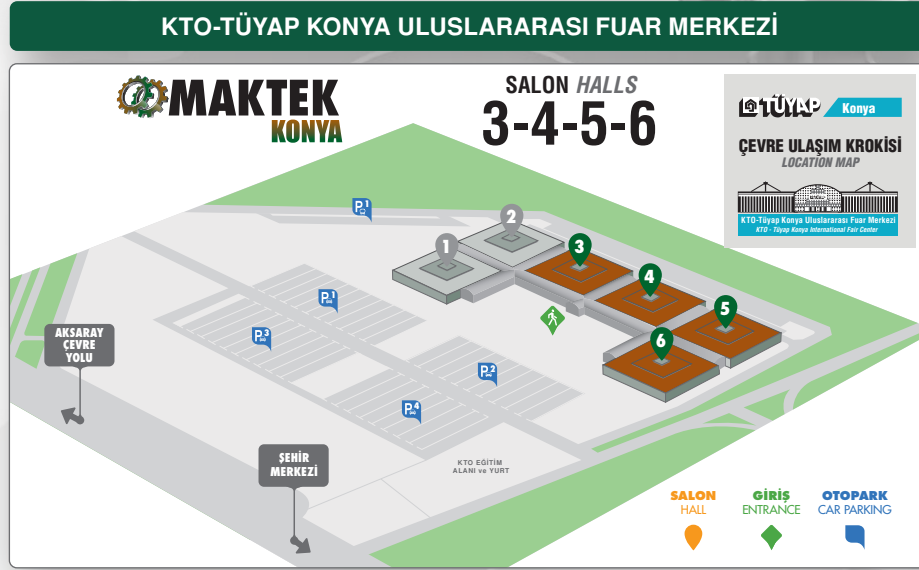 KTO-TÜYAP KONYA ULUSLARARASI FUAR MERKEZİ
MAKTEK
KONYA
SALON HALLS
3-4-5-6
TÜYAP Konya
ÇEVRE ULAŞIM KROKİSİ
LOCATION MAP
KTO-Tüyap Konya Uluslararası Fuar Merkezi
KTO - Tüyap Konya International Fair Center
P1
2
1
3
4
5
6
P1
P3
P2
P4
AKSARAY
ÇEVRE
YOLU
ŞEHİR
MERKEZİ
KTO EĞİTİM
ALANI ve YURT
SALON
HALL
GİRİŞ
ENTRANCE
OTOPARK
CAR PARKING